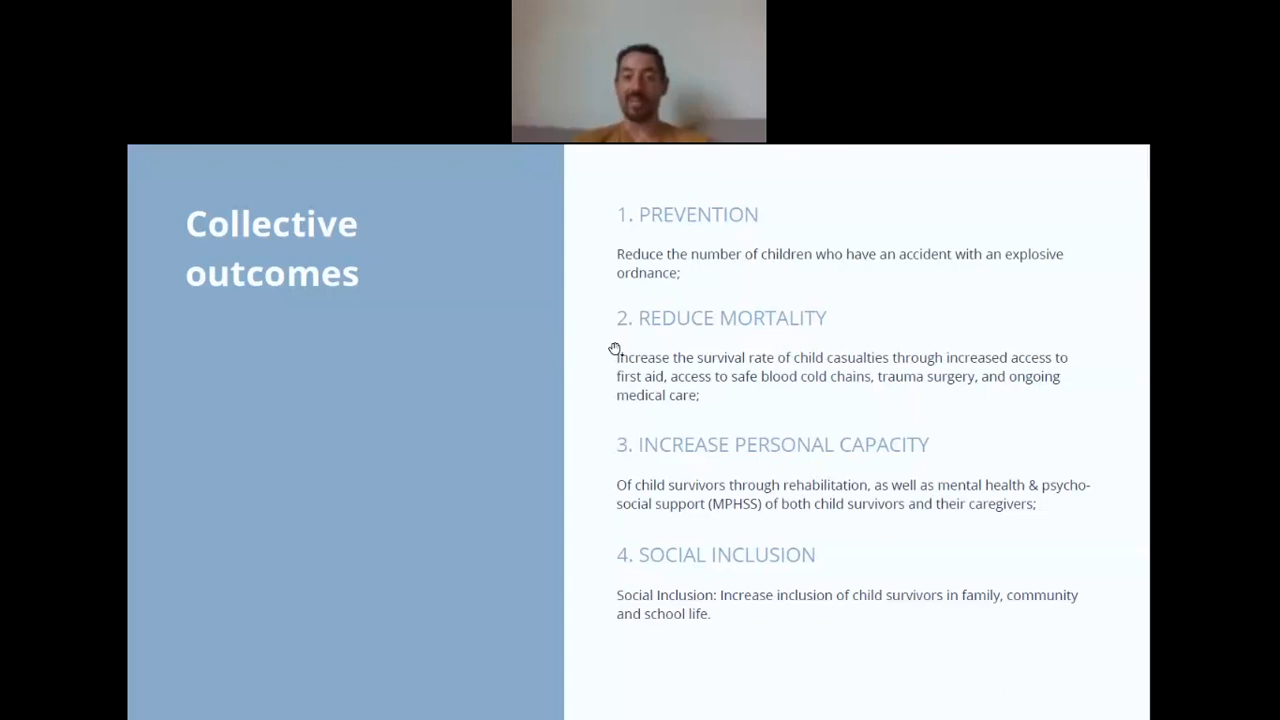 Collective
outcomes
1. PREVENTION
Reduce the number of children who have an accident with an explosive
ordnance;
2. REDUCE MORTALITY
Increase the survival rate of child casualties through increased access to
first aid, access to safe blood cold chains, trauma surgery, and ongoing
medical care;
3. INCREASE PERSONAL CAPACITY
Of child survivors through rehabilitation, as well as mental health & psycho-
social support (MPHSS) of both child survivors and their caregivers;
4. SOCIAL INCLUSION
Social Inclusion: Increase inclusion of child survivors in family, community
and school life.